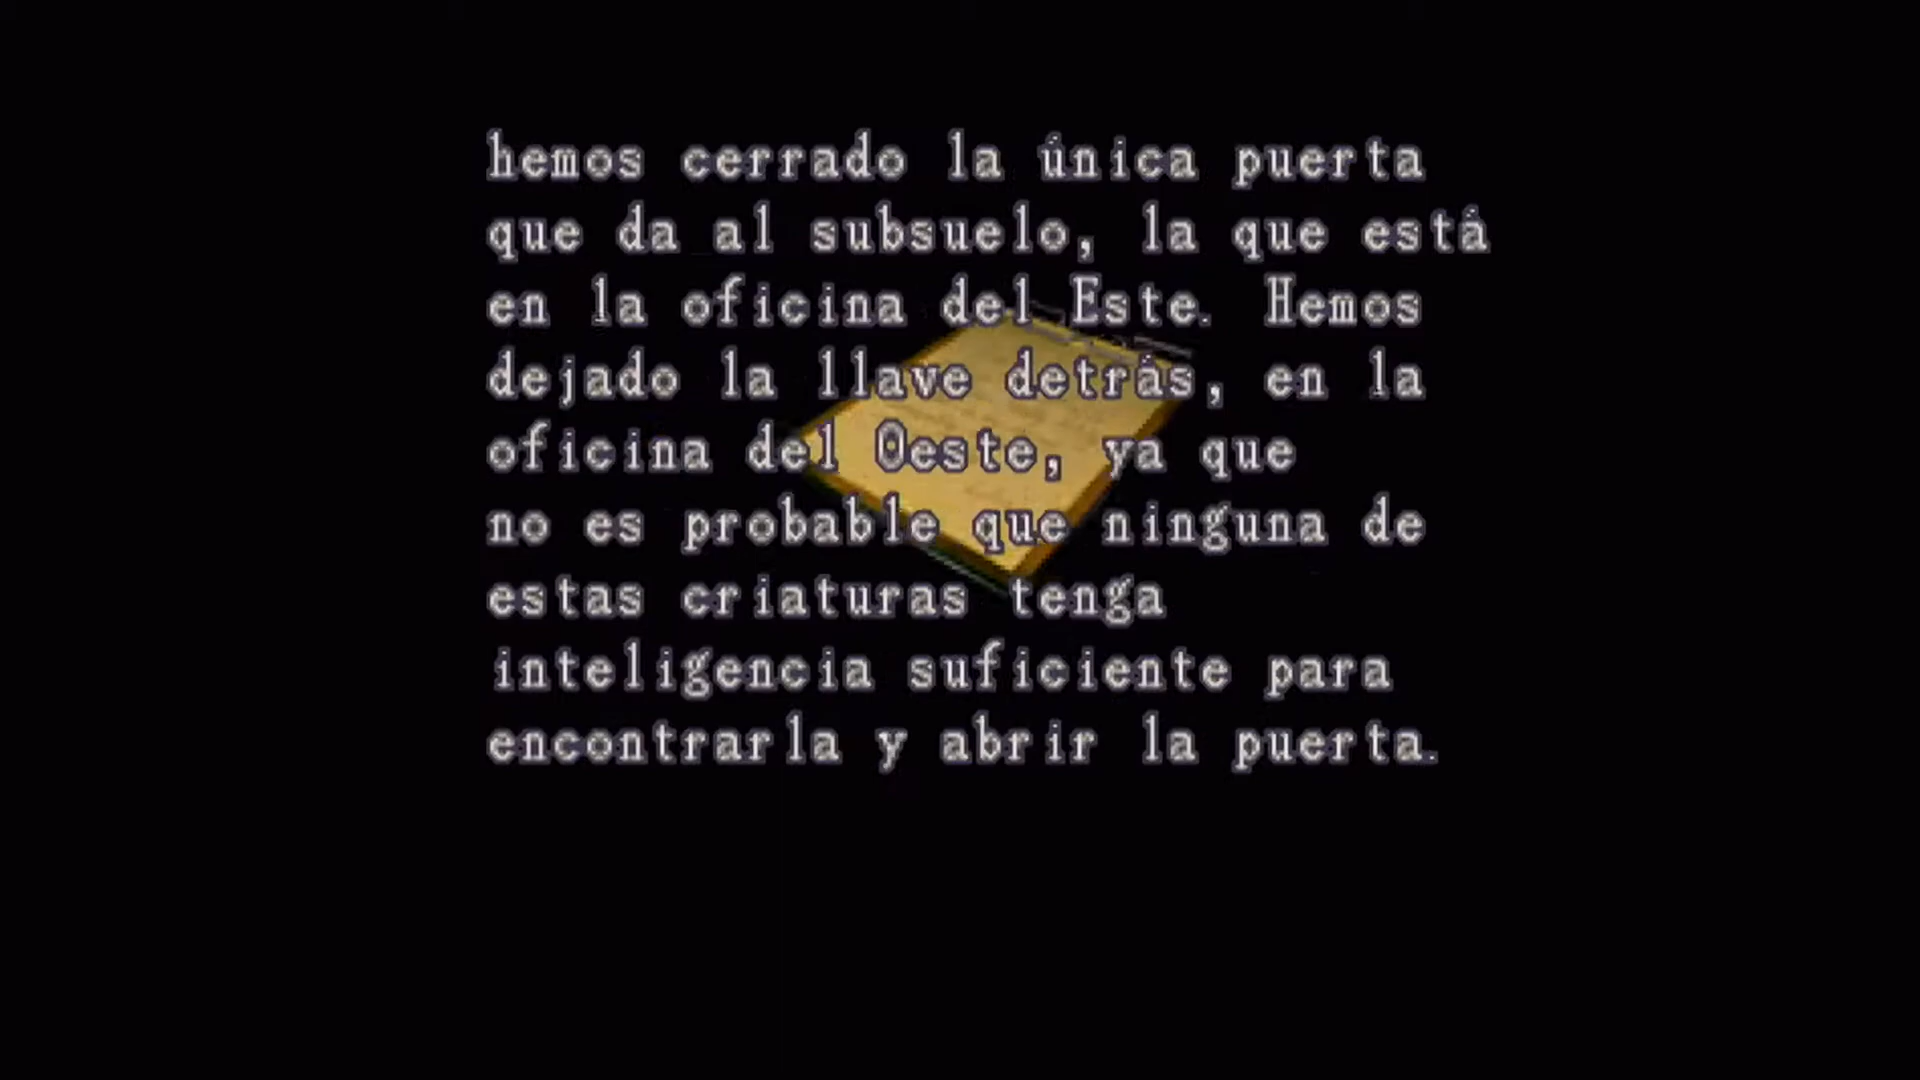 hemos cerrado la única puerta
que da al subsuelo, la que está
en la oficina del Este. Hemos
dejado la llave detrás, en la
oficina del Oeste, ya que
no es probable que ninguna de
estas criaturas tenga
inteligencia suficiente para
encontrarla y abrir la puerta.